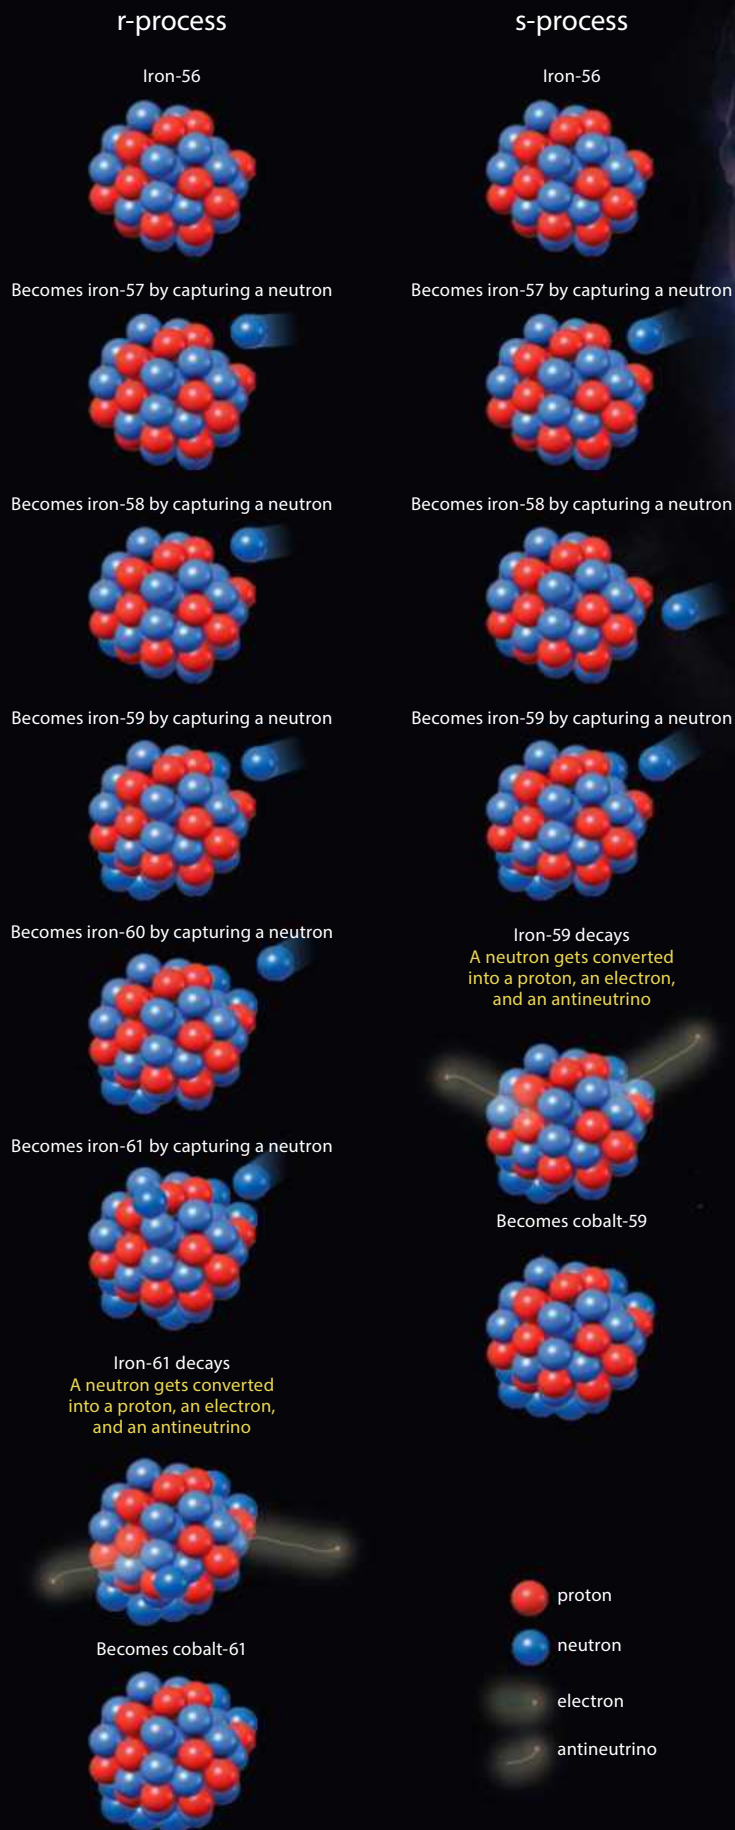 r-process
Iron-56
Becomes iron-57 by capturing a neutron
Becomes iron-58 by capturing a neutron
Becomes iron-59 by capturing a neutron
Becomes iron-60 by capturing a neutron
Becomes iron-61 by capturing a neutron
Iron-61 decays
A neutron gets converted
into a proton, an electron,
and an antineutrino
Becomes cobalt-61
s-process
Iron-56
Becomes iron-57 by capturing a neutron
Becomes iron-58 by capturing a neutron
Becomes iron-59 by capturing a neutron
Iron-59 decays
A neutron gets converted
into a proton, an electron,
and an antineutrino
Becomes cobalt-59
proton
neutron
electron
antineutrino